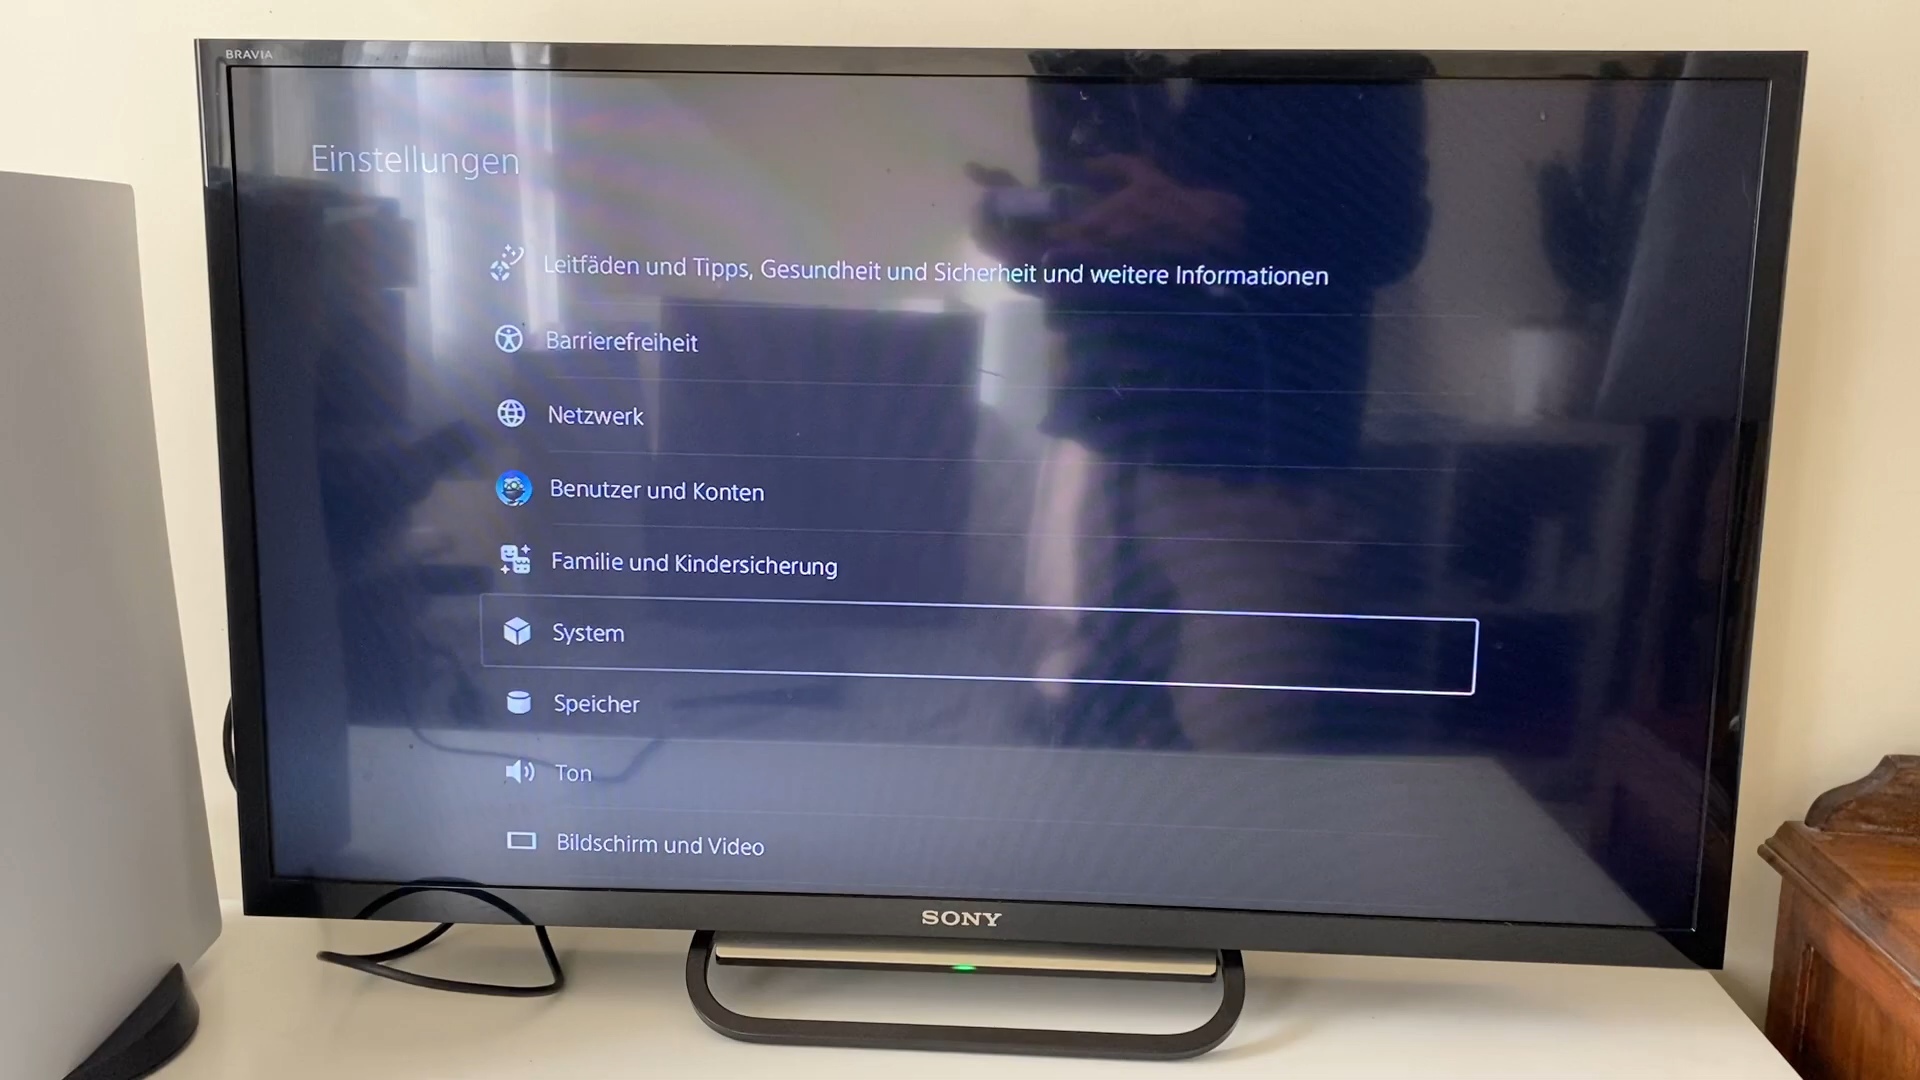 BRAVIA
Einstellungen
Leitfäden und Tipps, Gesundheit und Sicherheit und weitere Informationen
Barrierefreiheit
Netzwerk
Benutzer und Konten
Familie und Kindersicherung
System
Speicher
Ton
Bildschirm und Video
SONY